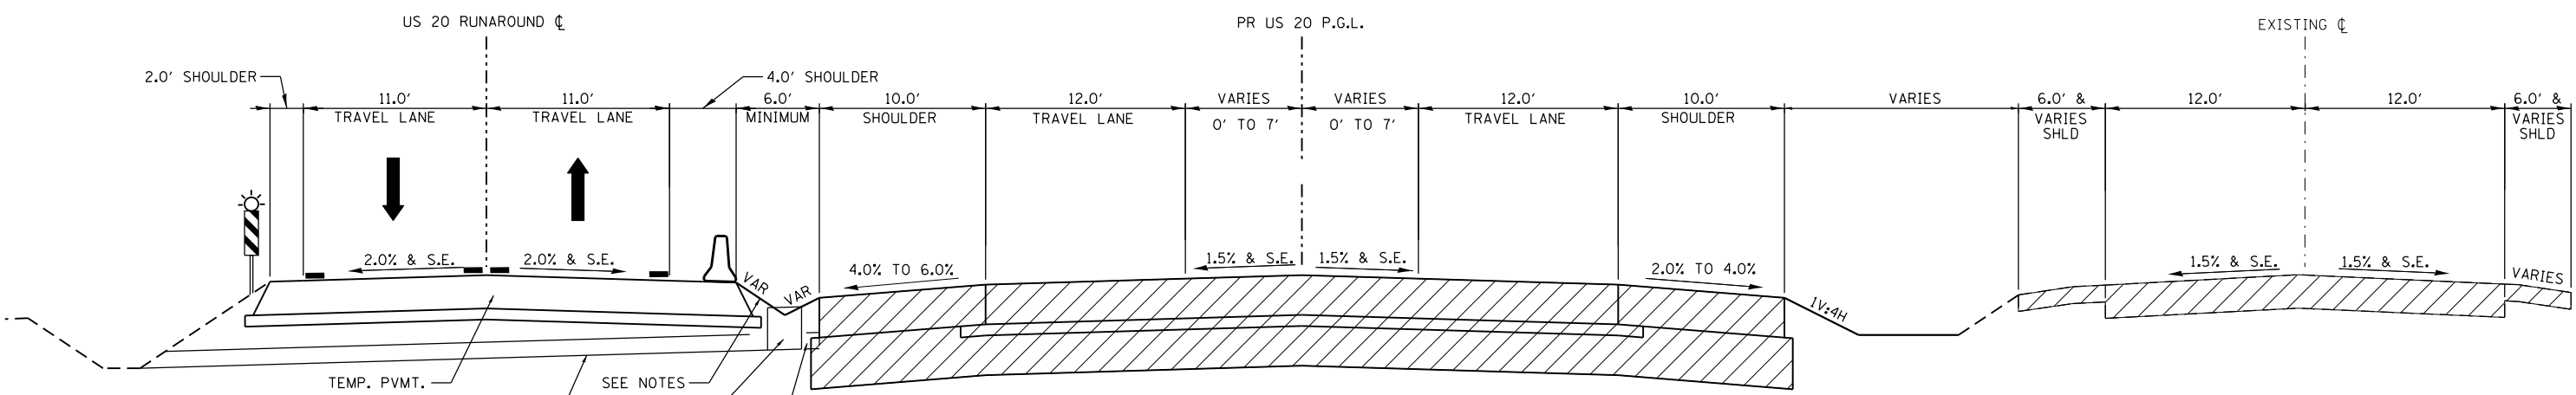 US 20 RUNAROUND ℄
PR US 20 P.G.L.
EXISTING ℄
2.0' SHOULDER
4.0' SHOULDER
11.0'
TRAVEL LANE
11.0'
TRAVEL LANE
6.0'
MINIMUM
10.0'
SHOULDER
12.0'
TRAVEL LANE
VARIES
0' TO 7'
VARIES
0' TO 7'
12.0'
TRAVEL LANE
10.0'
SHOULDER
VARIES
6.0' &
VARIES
SHLD
12.0'
12.0'
6.0' &
VARIES
SHLD
2.0% & S.E.
2.0% & S.E.
VAR
VAR
4.0% TO 6.0%
1.5% & S.E.
1.5% & S.E.
2.0% TO 4.0%
1V:4H
1.5% & S.E.
1.5% & S.E.
VARIES
TEMP. PVMT.
SEE NOTES